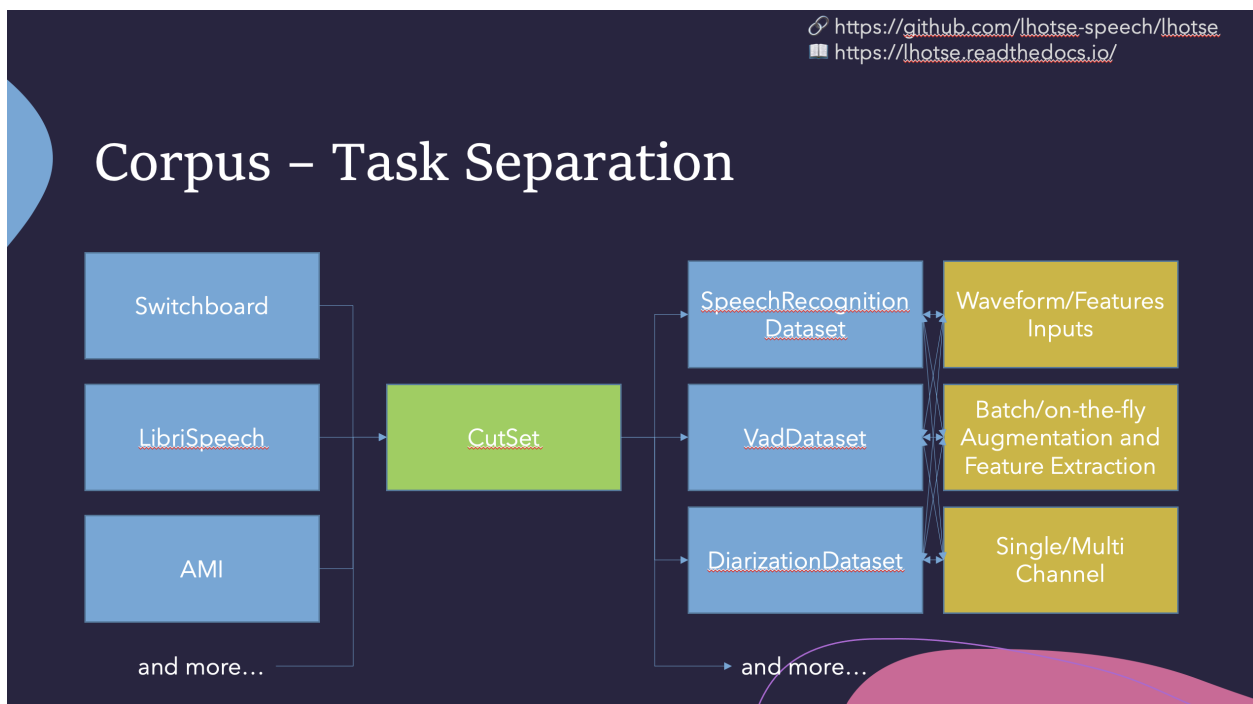 🔗 https://github.com/lhotse-speech/lhotse
📖 https://lhotse.readthedocs.io/
Corpus – Task Separation
Switchboard
LibriSpeech
AMI
and more…
CutSet
SpeechRecognition
Dataset
VadDataset
DiarizationDataset
and more…
Waveform/Features
Inputs
Batch/on-the-fly
Augmentation and
Feature Extraction
Single/Multi
Channel